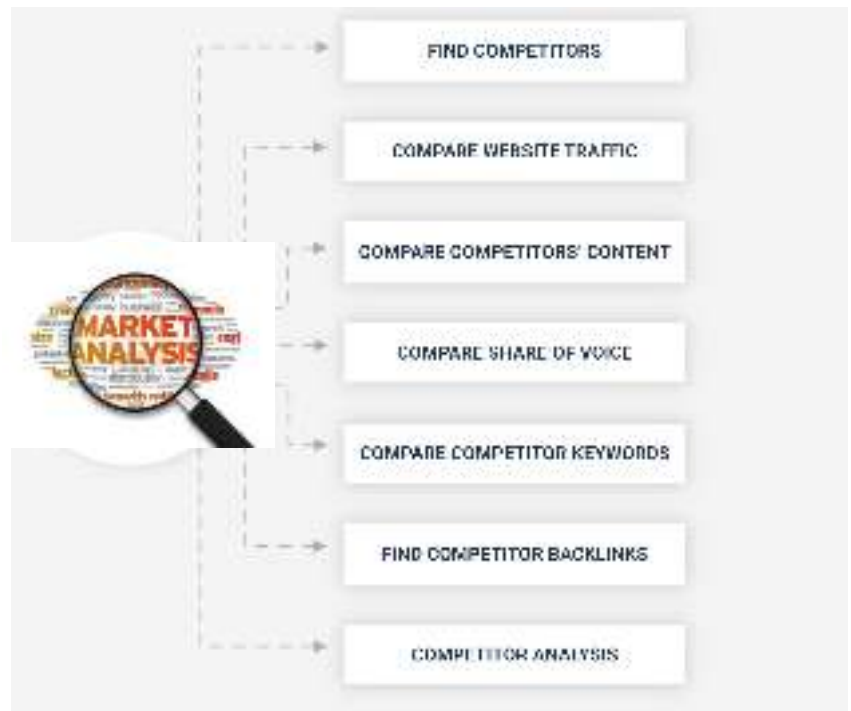 FIND COMPETITORS
COMPARE WEBSITE TRAFFIC
COMPARE COMPETITORS' CONTENT
MARKET
ANALYSIS
COMPARE SHARE OF VOICE
COMPARE COMPETITOR KEYWORDS
FIND COMPETITOR BACKLINKS
COMPETITOR ANALYSIS